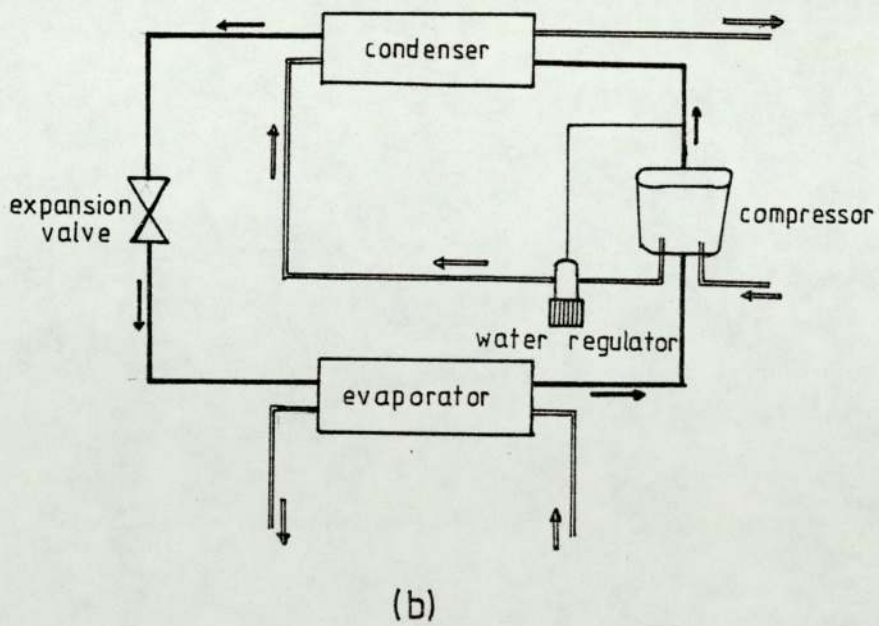 condenser
expansion
valve
compressor
water regulator
evaporator
(b)